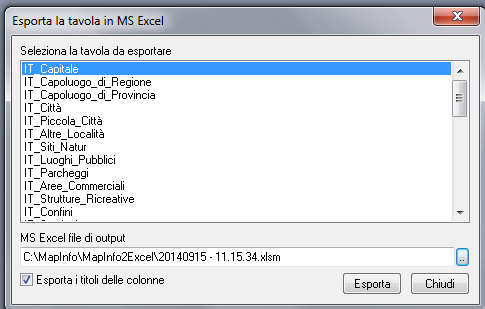 Esporta la tavola in MS Excel
Seleziona la tavola da esportare
IT_Capitale
IT_Capoluogo_di_Regione
IT_Capoluogo_di_Provincia
IT_Città
IT_Piccola_Città
IT_Altre_Località
IT_Siti_Natur
IT_Luoghi_Pubblici
IT_Parcheggi
IT_Aree_Commerciali
IT_Strutture_Ricreative
IT_Confini
MS Excel file di output
C:\MapInfo\MapInfo2Excel\20140915 - 11.15.34.xlsm
..
Esporta i titoli delle colonne
Esporta
Chiudi